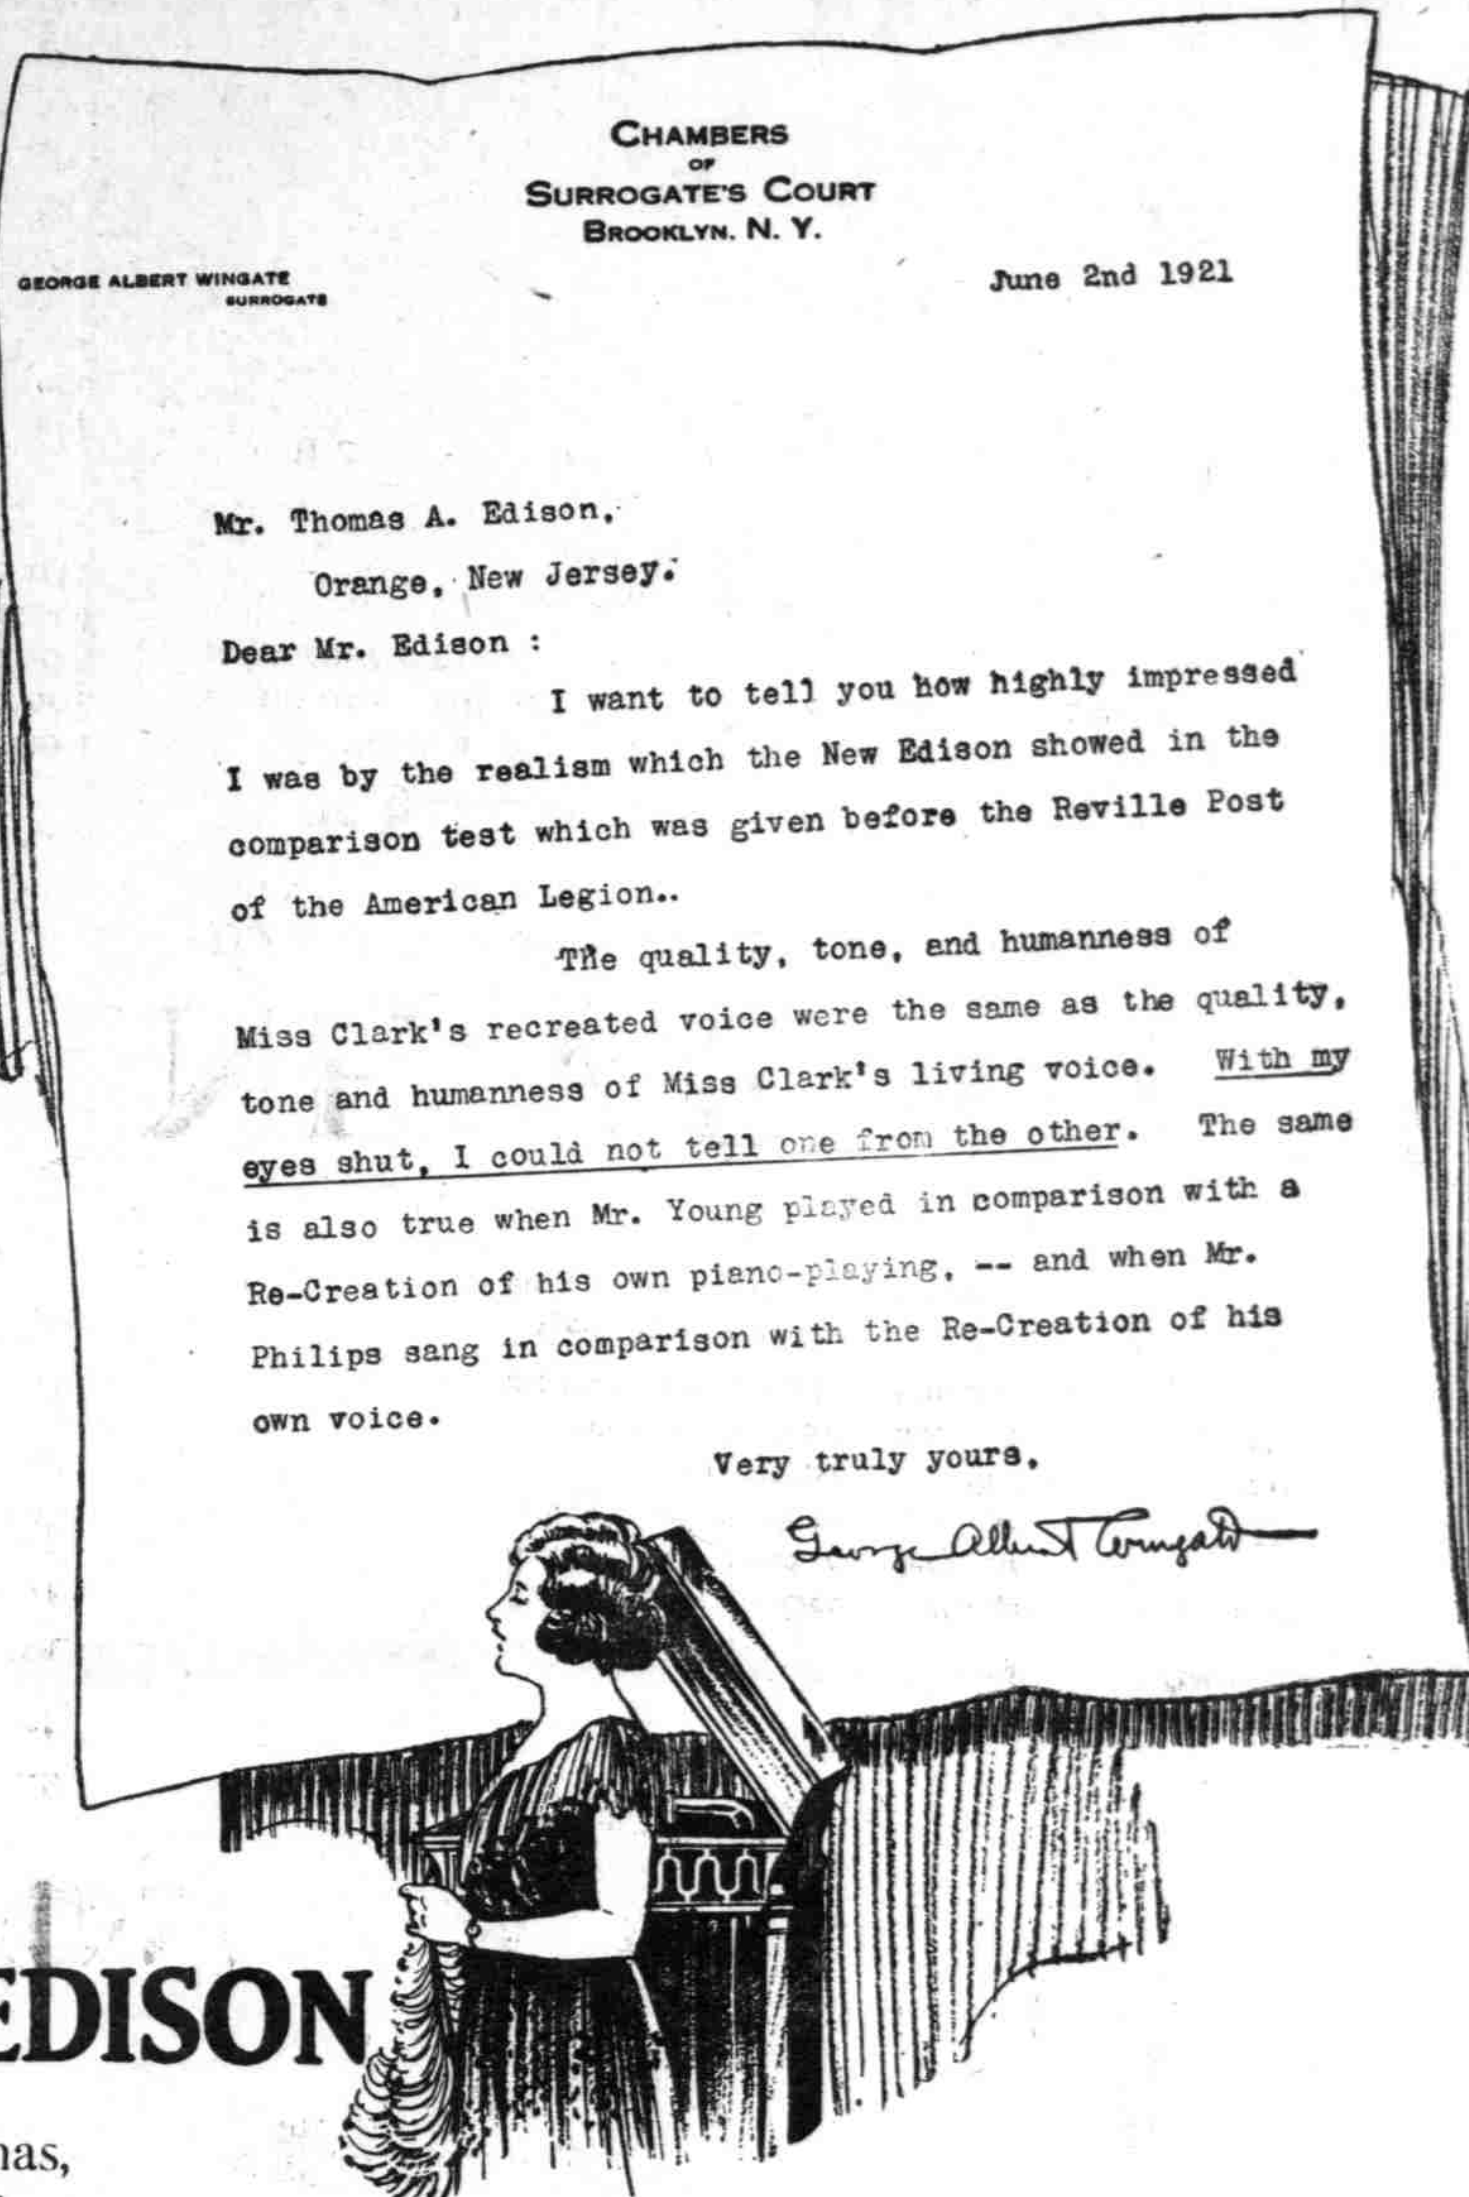 CHAMBERS
OF
SURROGATE'S COURT
BROOKLYN. N. Y.
GEORGE ALBERT WINGATE
SURROGATE
June 2nd 1921
Mr. Thomas A. Edison,
Orange, New Jersey.
Dear Mr. Edison :
I want to tell you how highly impressed
I was by the realism which the New Edison showed in the
comparison test which was given before the Reville Post
of the American Legion..
The quality, tone, and humanness of
Miss Clark's recreated voice were the same as the quality,
tone and humanness of Miss Clark's living voice. With my
eyes shut, I could not tell one from the other. The same
is also true when Mr. Young played in comparison with a
Re-Creation of his own piano-playing, -- and when Mr.
Philips sang in comparison with the Re-Creation of his
own voice.
Very truly yours,
George Albert Wingate
EDISON
nas,